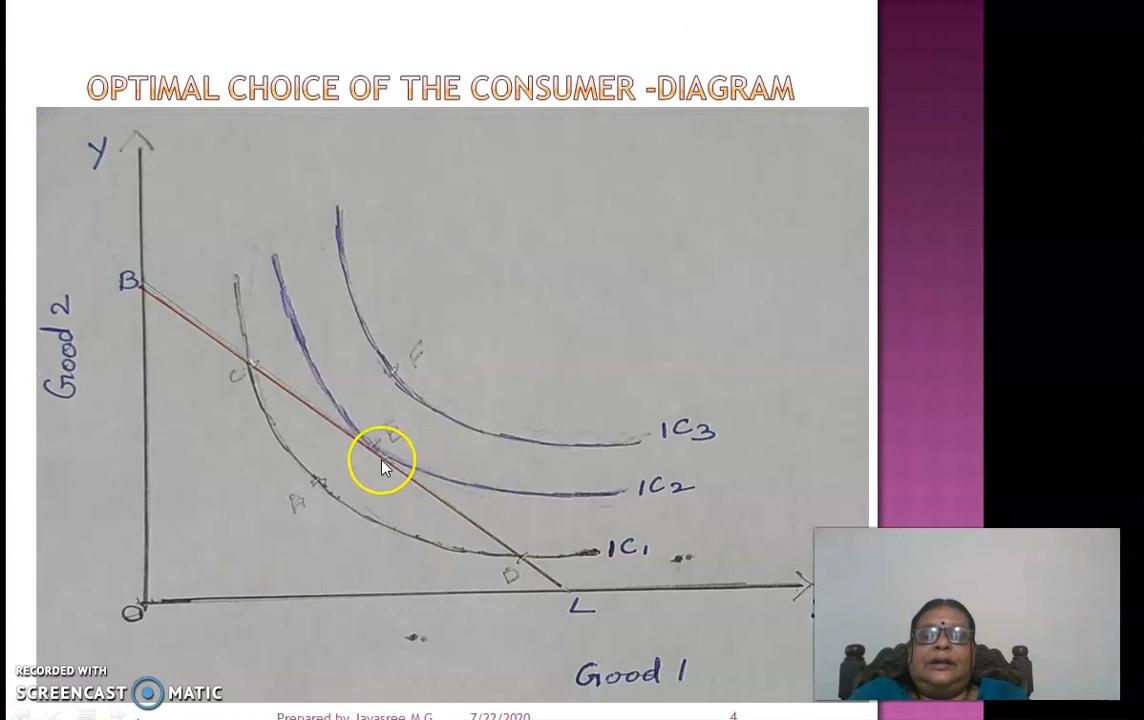 OPTIMAL CHOICE OF THE CONSUMER -DIAGRAM
Y
B
Good 2
C
F
E
IC3
IC2
A
IC1
D
O
L
Good 1
RECORDED WITH
SCREENCAST MATIC
Prepared by Jayasree M.G 7/22/2020 4